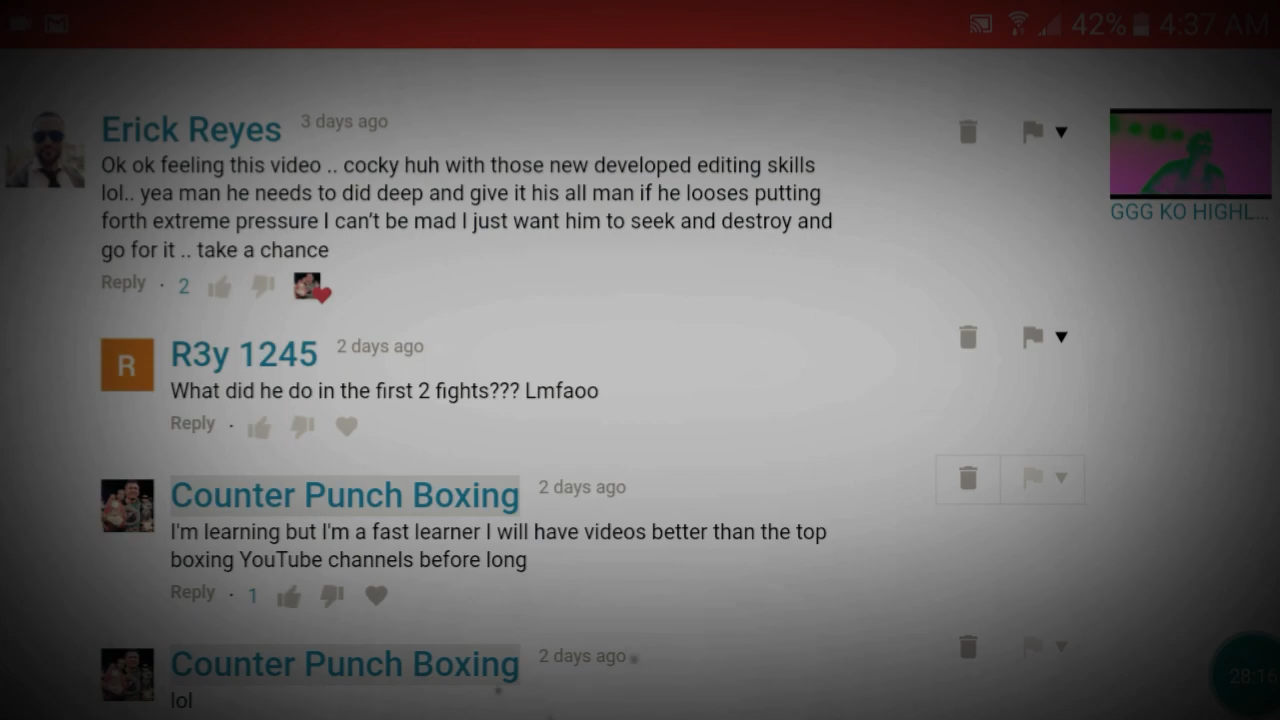 42% 4:37 AM
Erick Reyes 3 days ago
Ok ok feeling this video .. cocky huh with those new developed editing skills
lol.. yea man he needs to did deep and give it his all man if he looses putting
forth extreme pressure I can't be mad I just want him to seek and destroy and
go for it .. take a chance
Reply · 2
GGG KO HIGHL...
R
R3y 1245 2 days ago
What did he do in the first 2 fights??? Lmfaoo
Reply ·
Counter Punch Boxing 2 days ago
I'm learning but I'm a fast learner I will have videos better than the top
boxing YouTube channels before long
Reply · 1
Counter Punch Boxing 2 days ago
lol
28:16